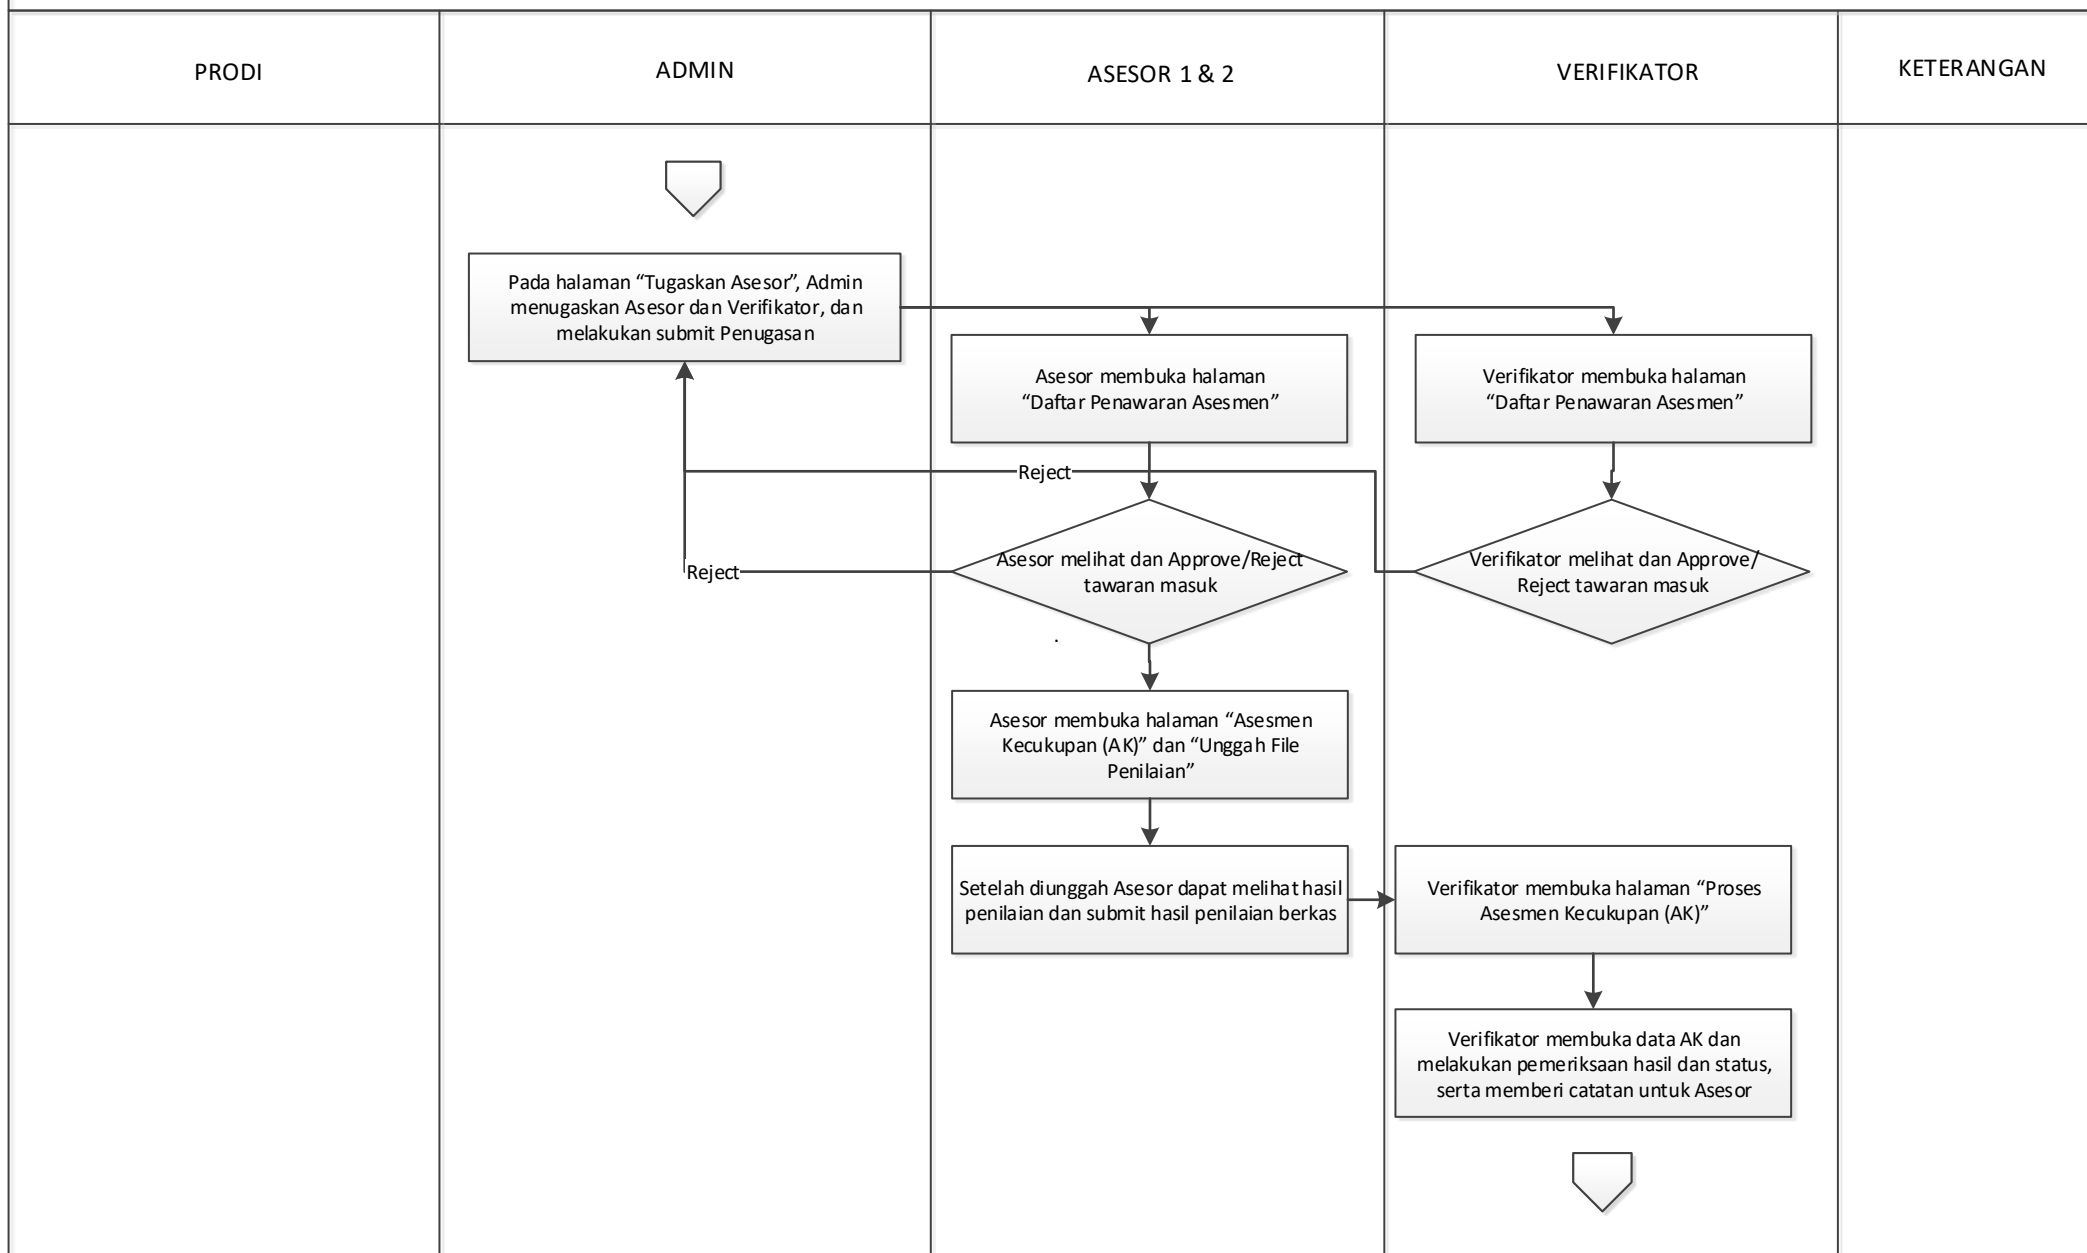 PRODI
ADMIN
ASESOR 1 & 2
VERIFIKATOR
KETERANGAN
Pada halaman “Tugaskan Asesor”, Admin
menugaskan Asesor dan Verifikator, dan
melakukan submit Penugasan
Asesor membuka halaman
“Daftar Penawaran Asesmen”
Verifikator membuka halaman
“Daftar Penawaran Asesmen”
Reject
Reject
Asesor melihat dan Approve/Reject
tawaran masuk
Verifikator melihat dan Approve/
Reject tawaran masuk
.
Asesor membuka halaman “Asesmen
Kecukupan (AK)” dan “Unggah File
Penilaian”
Setelah diunggah Asesor dapat melihat hasil
penilaian dan submit hasil penilaian berkas
Verifikator membuka halaman “Proses
Asesmen Kecukupan (AK)”
Verifikator membuka data AK dan
melakukan pemeriksaan hasil dan status,
serta memberi catatan untuk Asesor